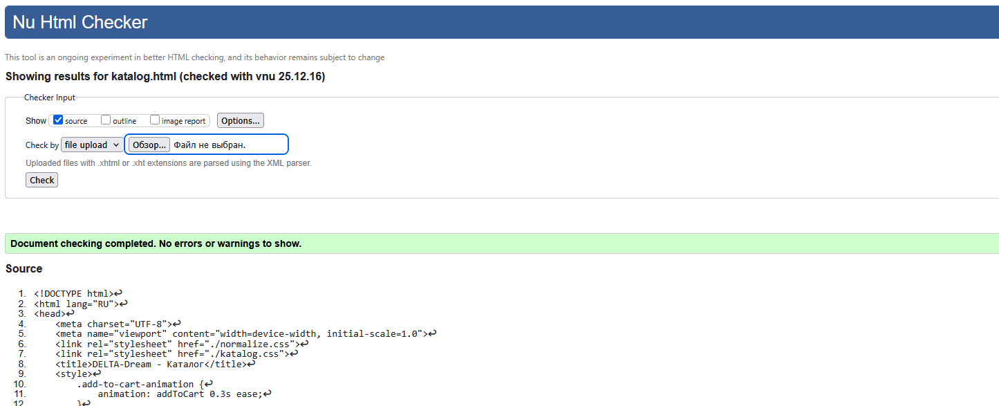 Nu Html Checker
This tool is an ongoing experiment in better HTML checking, and its behavior remains subject to change
Showing results for katalog.html (checked with vnu 25.12.16)
Checker Input
Show source outline image report Options...
Check by file upload Обзор... Файл не выбран.
Uploaded files with .xhtml or .xht extensions are parsed using the XML parser.
Check
Document checking completed. No errors or warnings to show.
Source
1. <!DOCTYPE html>↩
2. <html lang="RU">↩
3. <head>↩
4.     <meta charset="UTF-8">↩
5.     <meta name="viewport" content="width=device-width, initial-scale=1.0">↩
6.     <link rel="stylesheet" href="./normalize.css">↩
7.     <link rel="stylesheet" href="./katalog.css">↩
8.     <title>DELTA-Dream - Каталог</title>↩
9.     <style>↩
10.         .add-to-cart-animation {↩
11.             animation: addToCart 0.3s ease;↩
12.         }↩